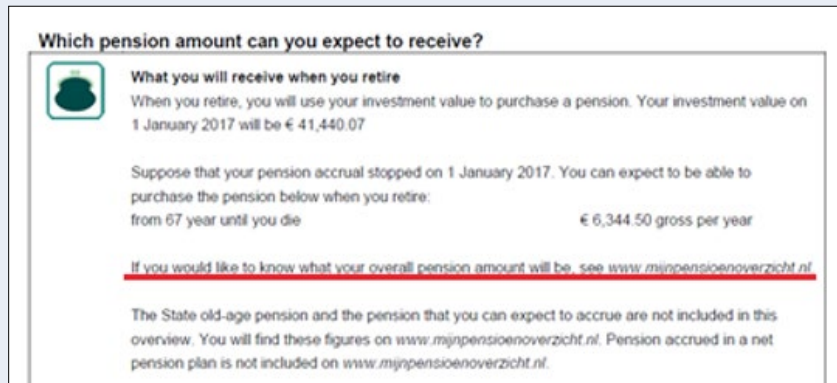 Which pension amount can you expect to receive?
What you will receive when you retire
When you retire, you will use your investment value to purchase a pension. Your investment value on
1 January 2017 will be € 41,440.07
Suppose that your pension accrual stopped on 1 January 2017. You can expect to be able to
purchase the pension below when you retire:
from 67 year until you die € 6,344.50 gross per year
If you would like to know what your overall pension amount will be, see www.mijnpensioenoverzicht.nl
The State old-age pension and the pension that you can expect to accrue are not included in this
overview. You will find these figures on www.mijnpensioenoverzicht.nl. Pension accrued in a net
pension plan is not included on www.mijnpensioenoverzicht.nl.